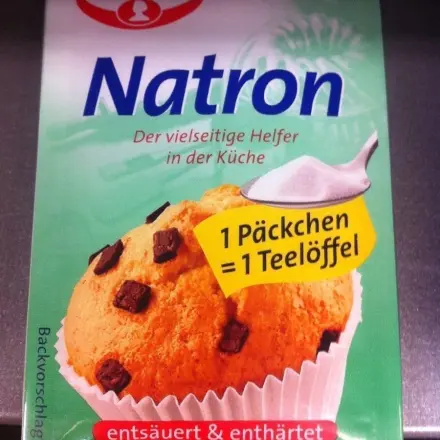 Natron
Der vielseitige Helfer
in der Küche
1 Päckchen
= 1 Teelöffel
Backvorschlag
entsäuert & enthärtet